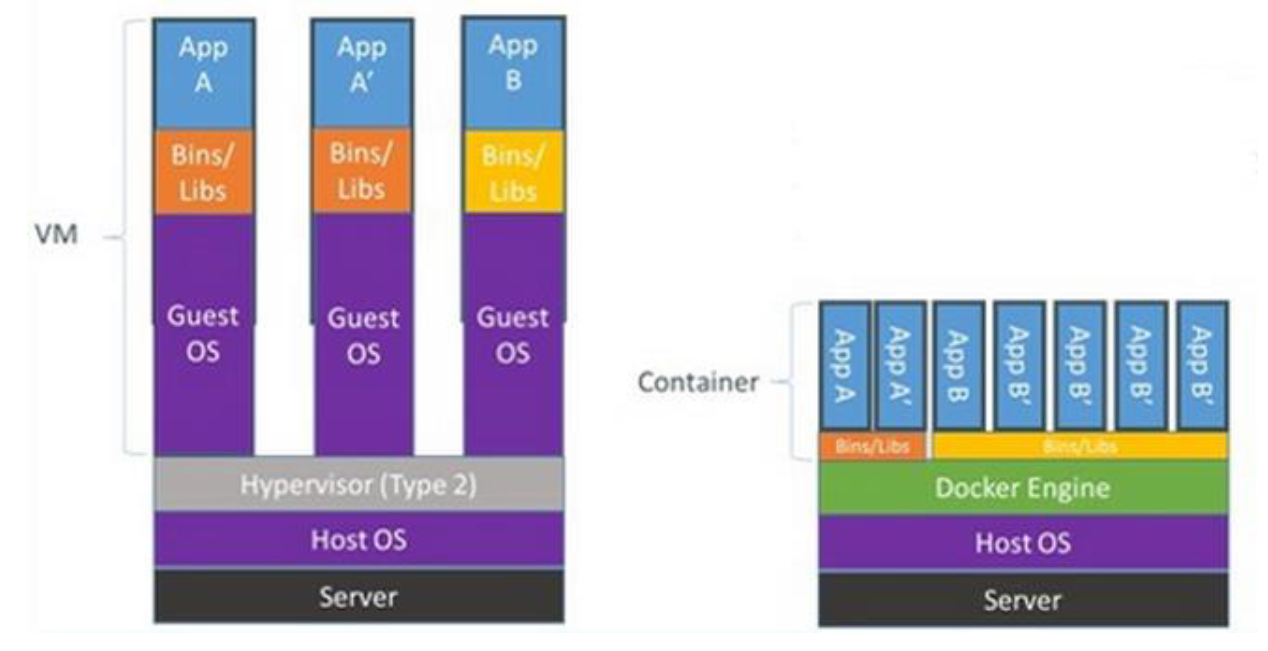 App
A
Bins/
Libs
Guest
OS
App
A′
Bins/
Libs
Guest
OS
App
B
Bins/
Libs
Guest
OS
VM
Hypervisor (Type 2)
Host OS
Server
Container
App A
App A′
App B
App B′
App B′
App B′
App B′
Bins/Libs
Bins/Libs
Docker Engine
Host OS
Server